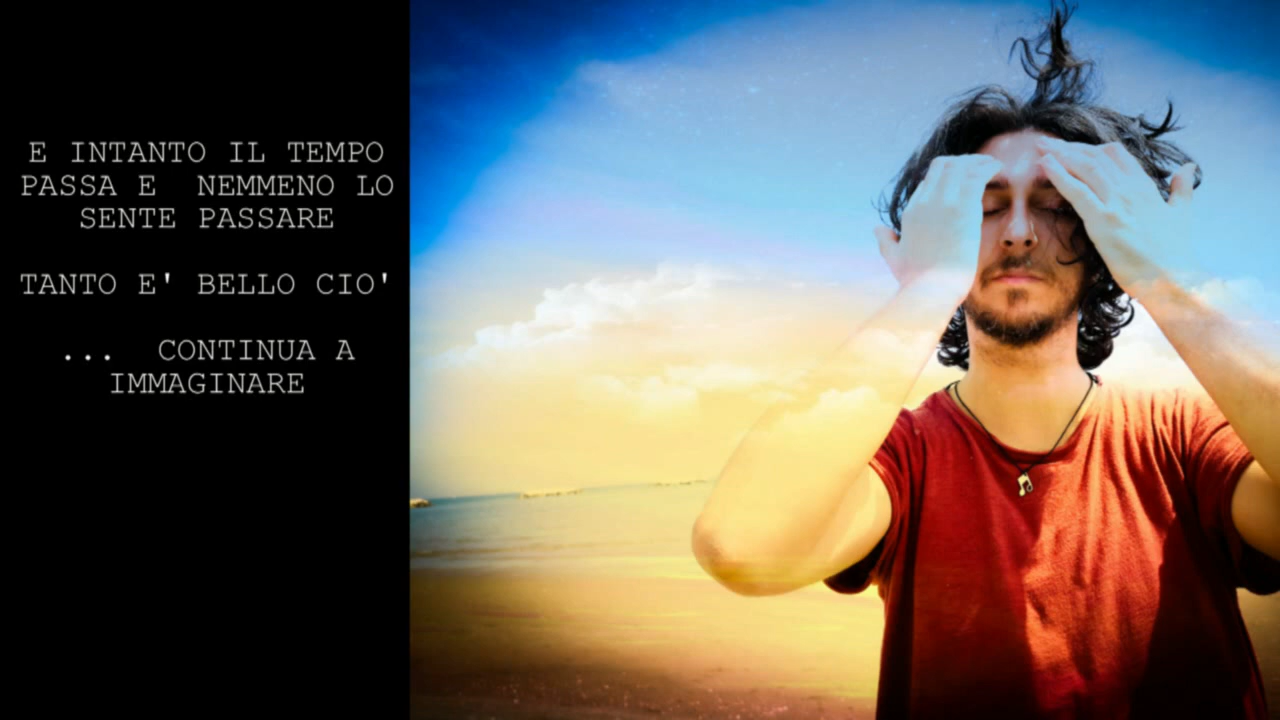 E INTANTO IL TEMPO
PASSA E  NEMMENO LO
SENTE PASSARE
TANTO E' BELLO CIO'
...  CONTINUA A
IMMAGINARE